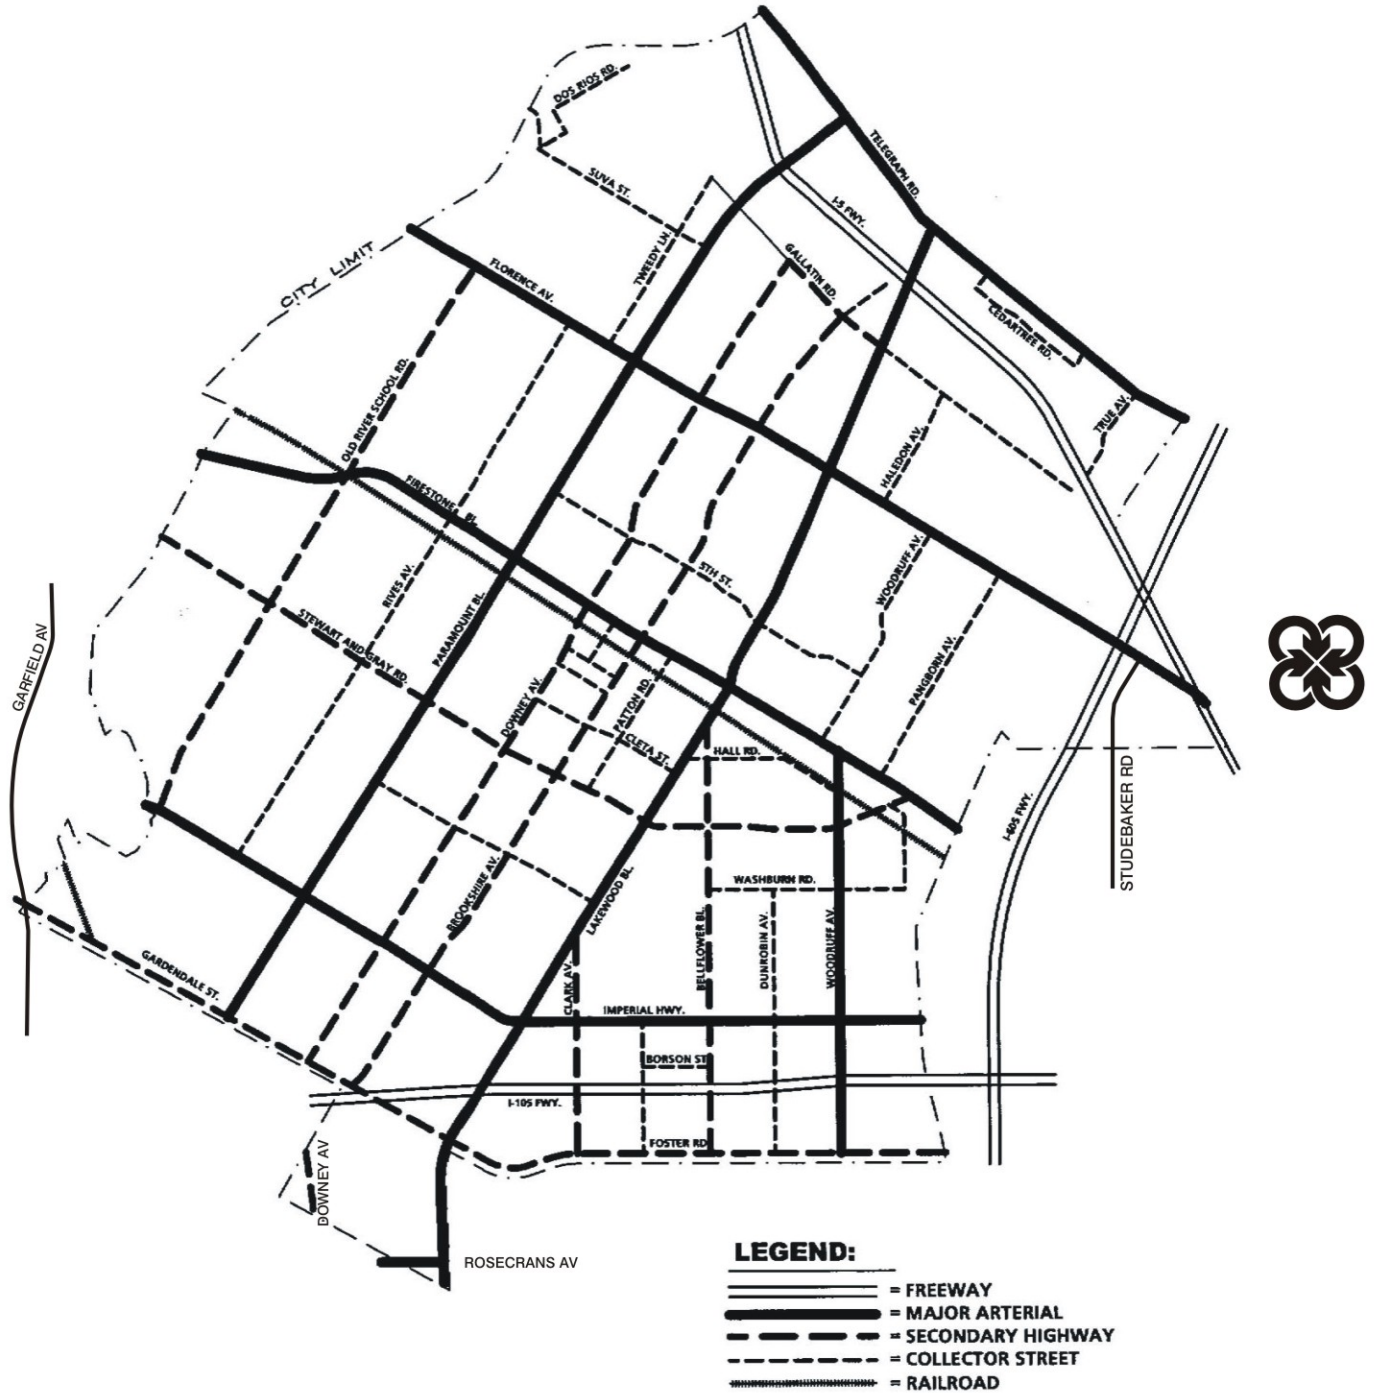 DOS RIOS RD.
SUVA ST.
TELEGRAPH RD.
I-5 FWY.
CITY LIMIT
FLORENCE AV.
TWEEDY LN.
GALLATIN RD.
CEDARTREE RD.
OLD RIVER SCHOOL RD.
TRUE AV.
HALEDON AV.
FIRESTONE BL.
5TH ST.
WOODRUFF AV.
RIVES AV.
PARAMOUNT BL.
STEWART AND GRAY RD.
GARFIELD AV
PANGBORN AV.
DOWNEY AV.
PATTON RD.
CLETA ST.
HALL RD.
I-605 FWY.
STUDEBAKER RD
BROOKSHIRE AV.
LAKEWOOD BL.
WASHBURN RD.
GARDENDALE ST.
CLARK AV.
BELLFLOWER BL.
DUNROBIN AV.
WOODRUFF AV.
IMPERIAL HWY.
BORSON ST
I-105 FWY.
FOSTER RD
DOWNEY AV
ROSECRANS AV
LEGEND:
= FREEWAY
= MAJOR ARTERIAL
= SECONDARY HIGHWAY
= COLLECTOR STREET
= RAILROAD